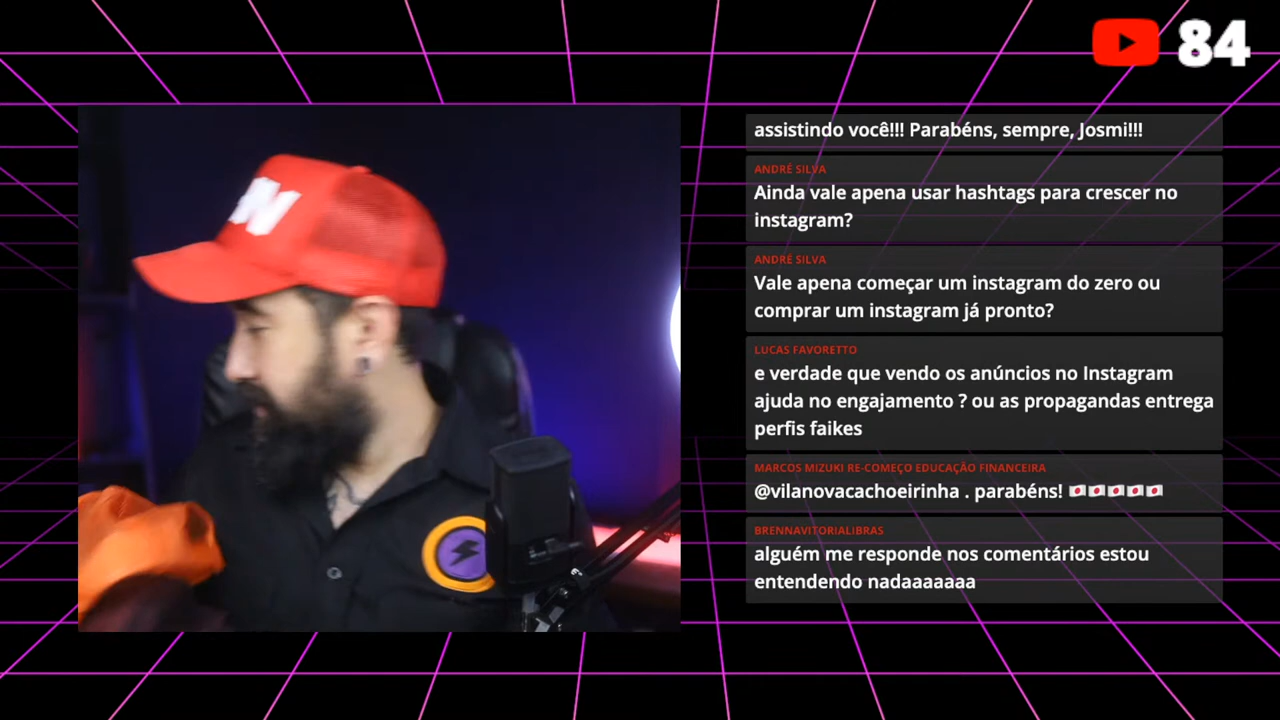 84
assistindo você!!! Parabéns, sempre, Josmi!!!
ANDRÉ SILVA
Ainda vale apena usar hashtags para crescer no
instagram?
ANDRÉ SILVA
Vale apena começar um instagram do zero ou
comprar um instagram já pronto?
LUCAS FAVORETTO
e verdade que vendo os anúncios no Instagram
ajuda no engajamento ? ou as propagandas entrega
perfis faikes
MARCOS MIZUKI RE-COMEÇO EDUCAÇÃO FINANCEIRA
@vilanovacachoeirinha . parabéns! 🇯🇵🇯🇵🇯🇵🇯🇵🇯🇵
BRENNAVITORIALIBRAS
alguém me responde nos comentários estou
entendendo nadaaaaaaa